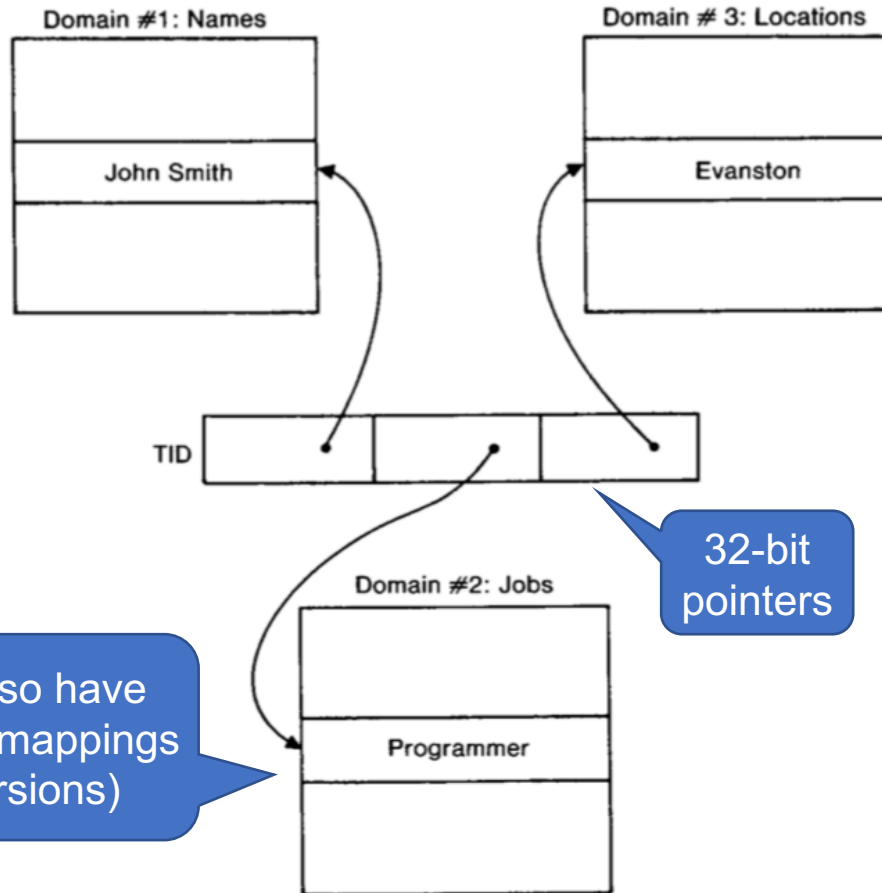 Domain #1: Names
Domain # 3: Locations
John Smith
Evanston
TID
32-bit
pointers
Domain #2: Jobs
so have
mappings
rsions)
Programmer